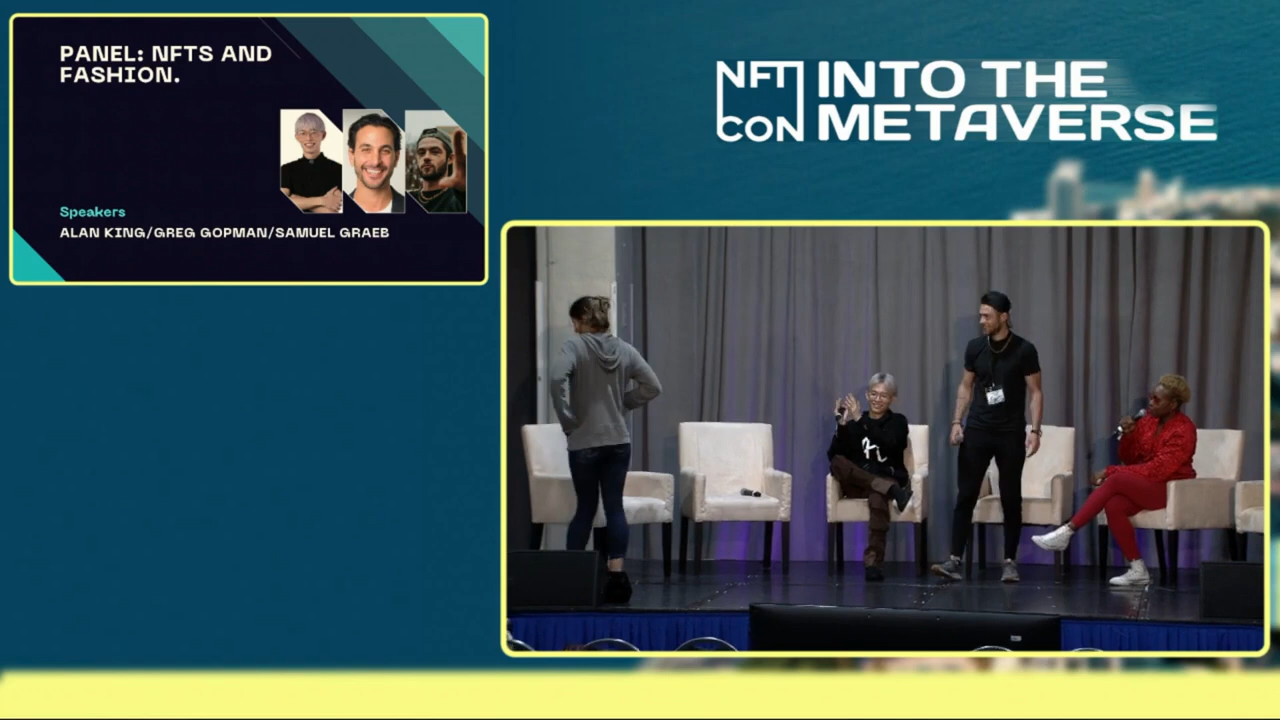 PANEL: NFTS AND
FASHION.
Speakers
ALAN KING/GREG GOPMAN/SAMUEL GRAEB
NFT
CON
INTO THE
METAVERSE